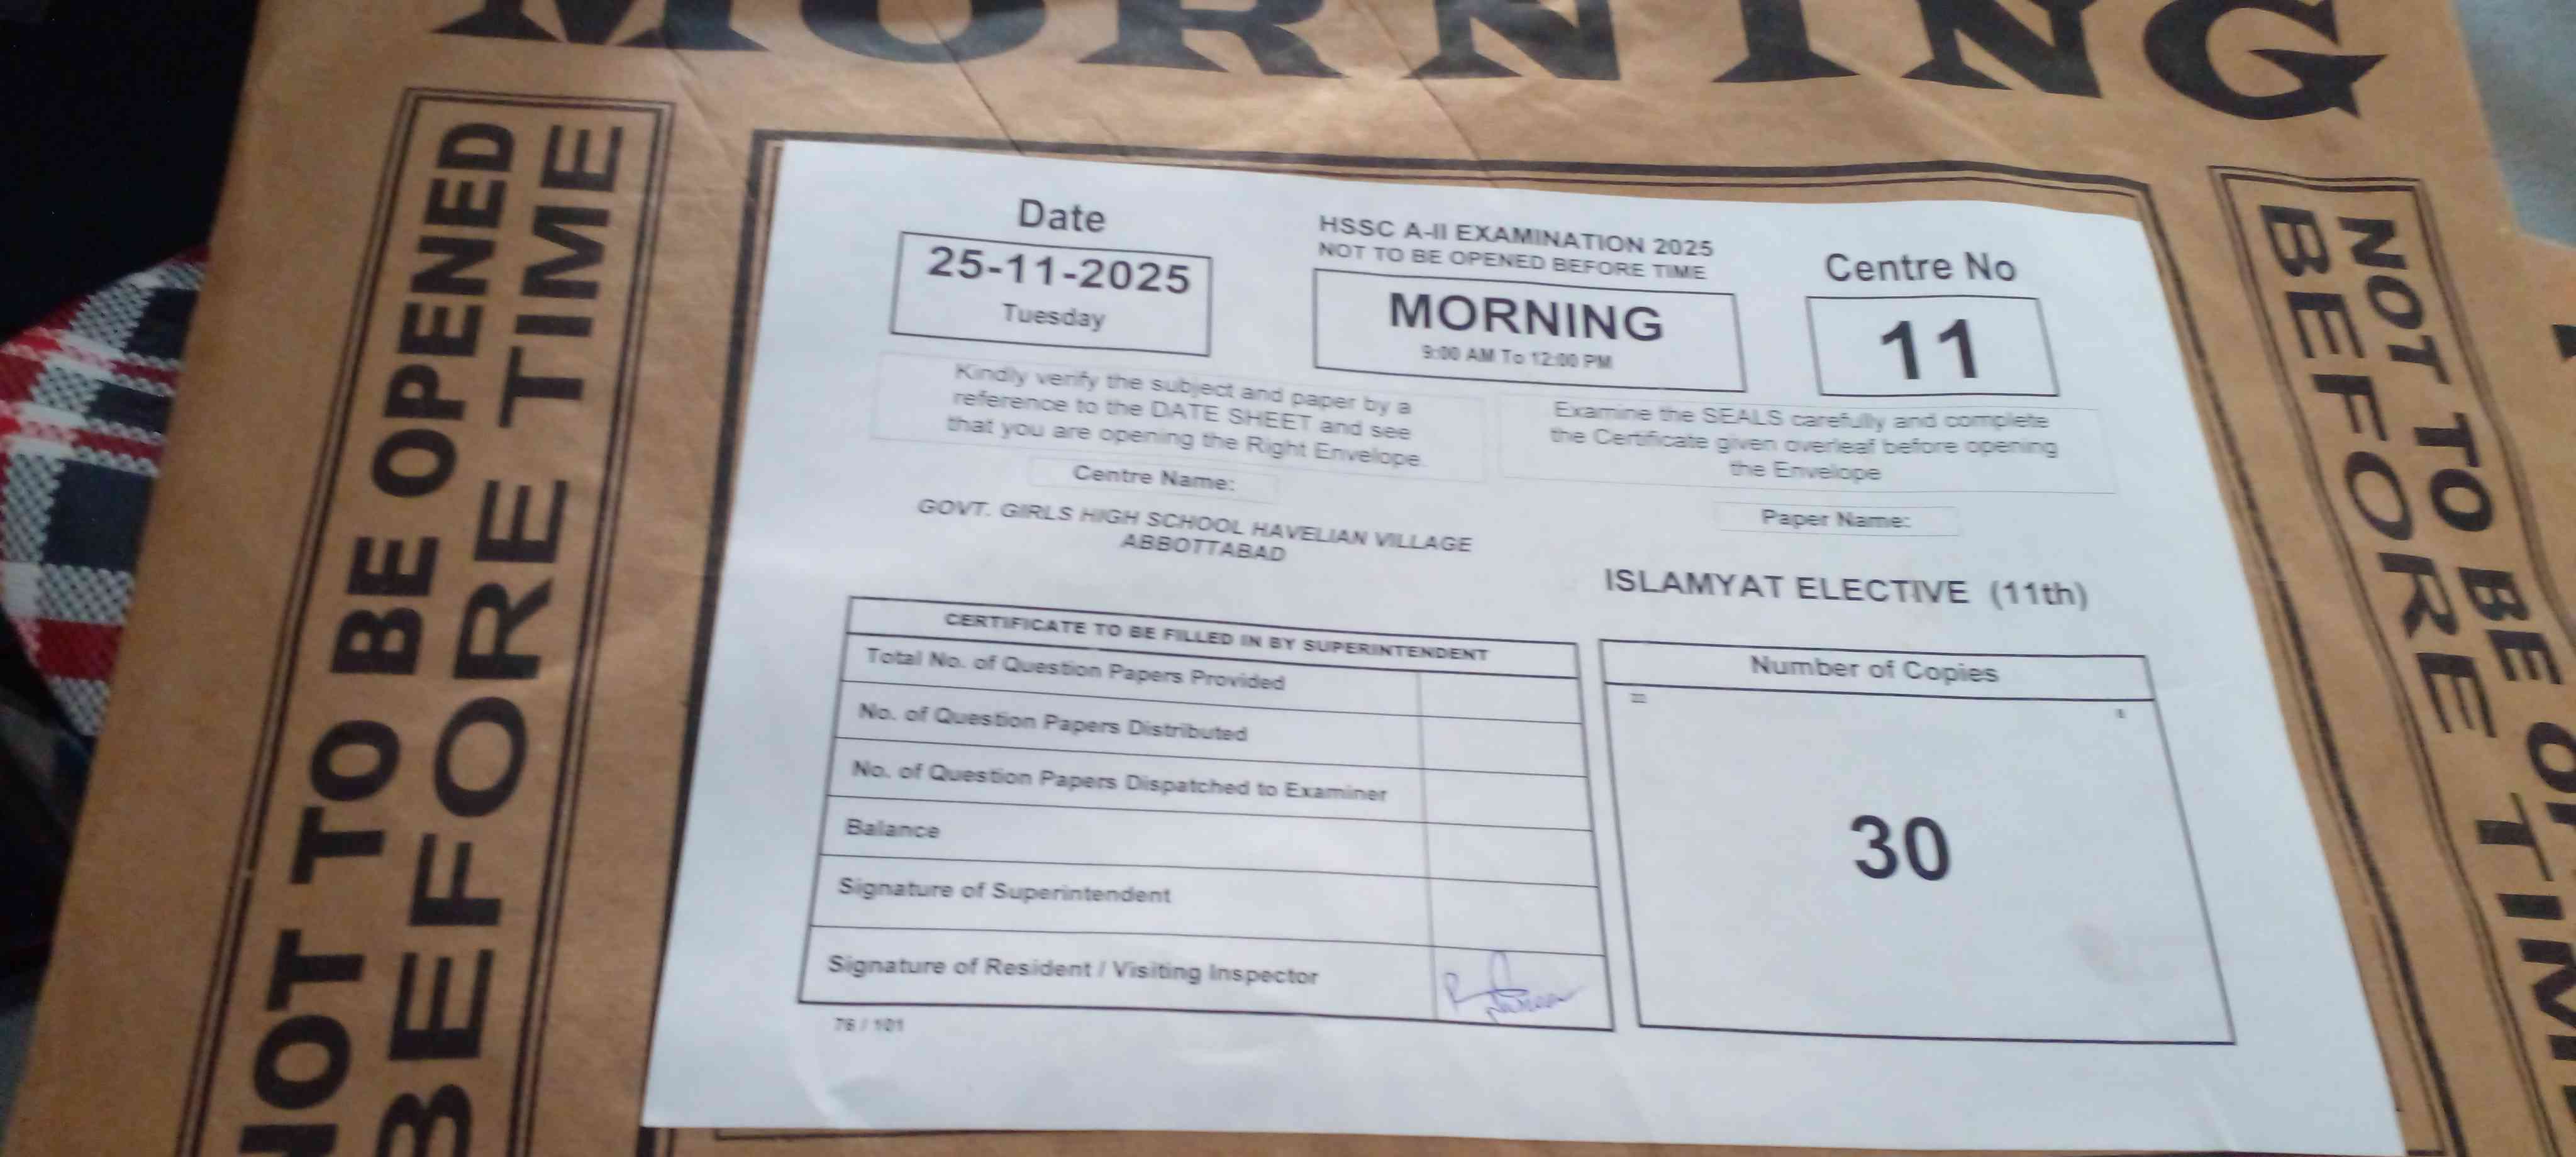 MORNING
NOT TO BE OPENED
BEFORE TIME
Date
25-11-2025
Tuesday
HSSC A-II EXAMINATION 2025
NOT TO BE OPENED BEFORE TIME
MORNING
9:00 AM To 12:00 PM
Centre No
11
Kindly verify the subject and paper by a
reference to the DATE SHEET and see
that you are opening the Right Envelope.
Examine the SEALS carefully and complete
the Certificate given overleaf before opening
the Envelope
Centre Name:
GOVT. GIRLS HIGH SCHOOL HAVELIAN VILLAGE
ABBOTTABAD
Paper Name:
ISLAMYAT ELECTIVE (11th)
CERTIFICATE TO BE FILLED IN BY SUPERINTENDENT
Total No. of Question Papers Provided
No. of Question Papers Distributed
No. of Question Papers Dispatched to Examiner
Balance
Signature of Superintendent
Signature of Resident / Visiting Inspector
76 / 101
Number of Copies
30
NOT TO BE
BEFORE TIM